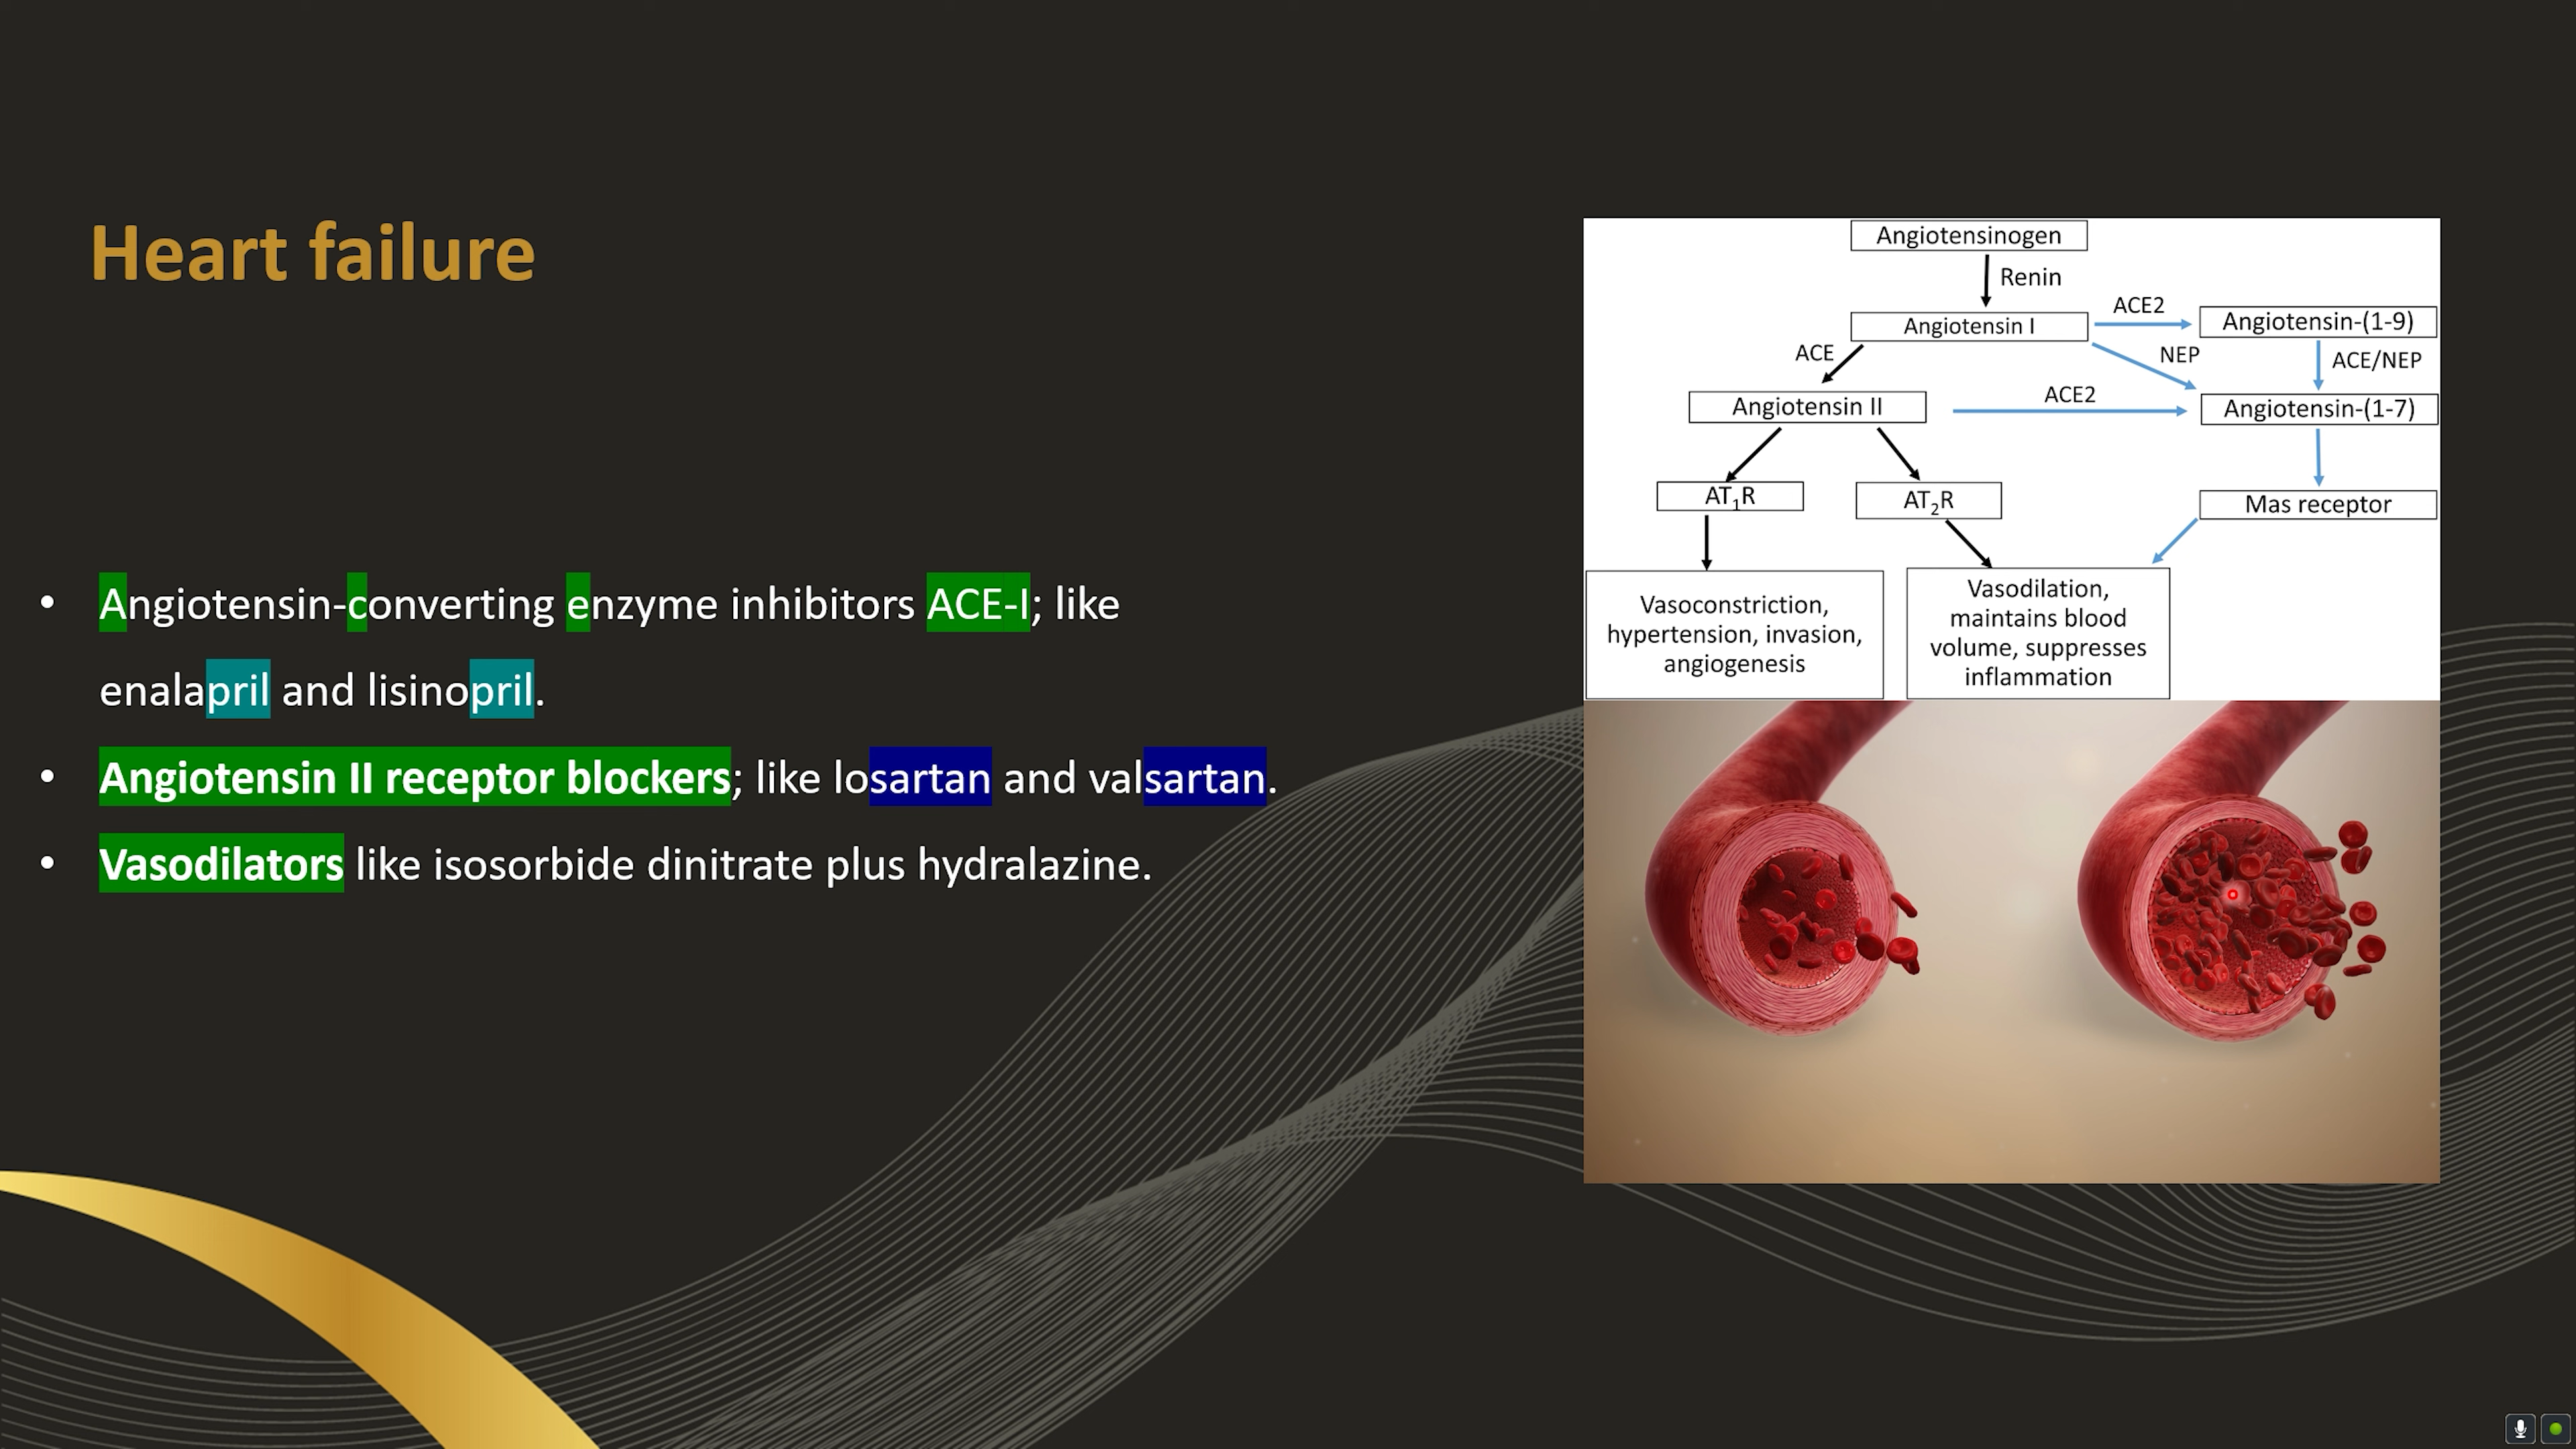 Heart failure
• Angiotensin-converting enzyme inhibitors ACE-I; like
enalapril and lisinopril.
• Angiotensin II receptor blockers; like losartan and valsartan.
• Vasodilators like isosorbide dinitrate plus hydralazine.
Angiotensinogen
Renin
ACE2
Angiotensin I
Angiotensin-(1-9)
ACE
NEP
ACE/NEP
Angiotensin II
ACE2
Angiotensin-(1-7)
AT₁R
AT₂R
Mas receptor
Vasoconstriction,
hypertension, invasion,
angiogenesis
Vasodilation,
maintains blood
volume, suppresses
inflammation